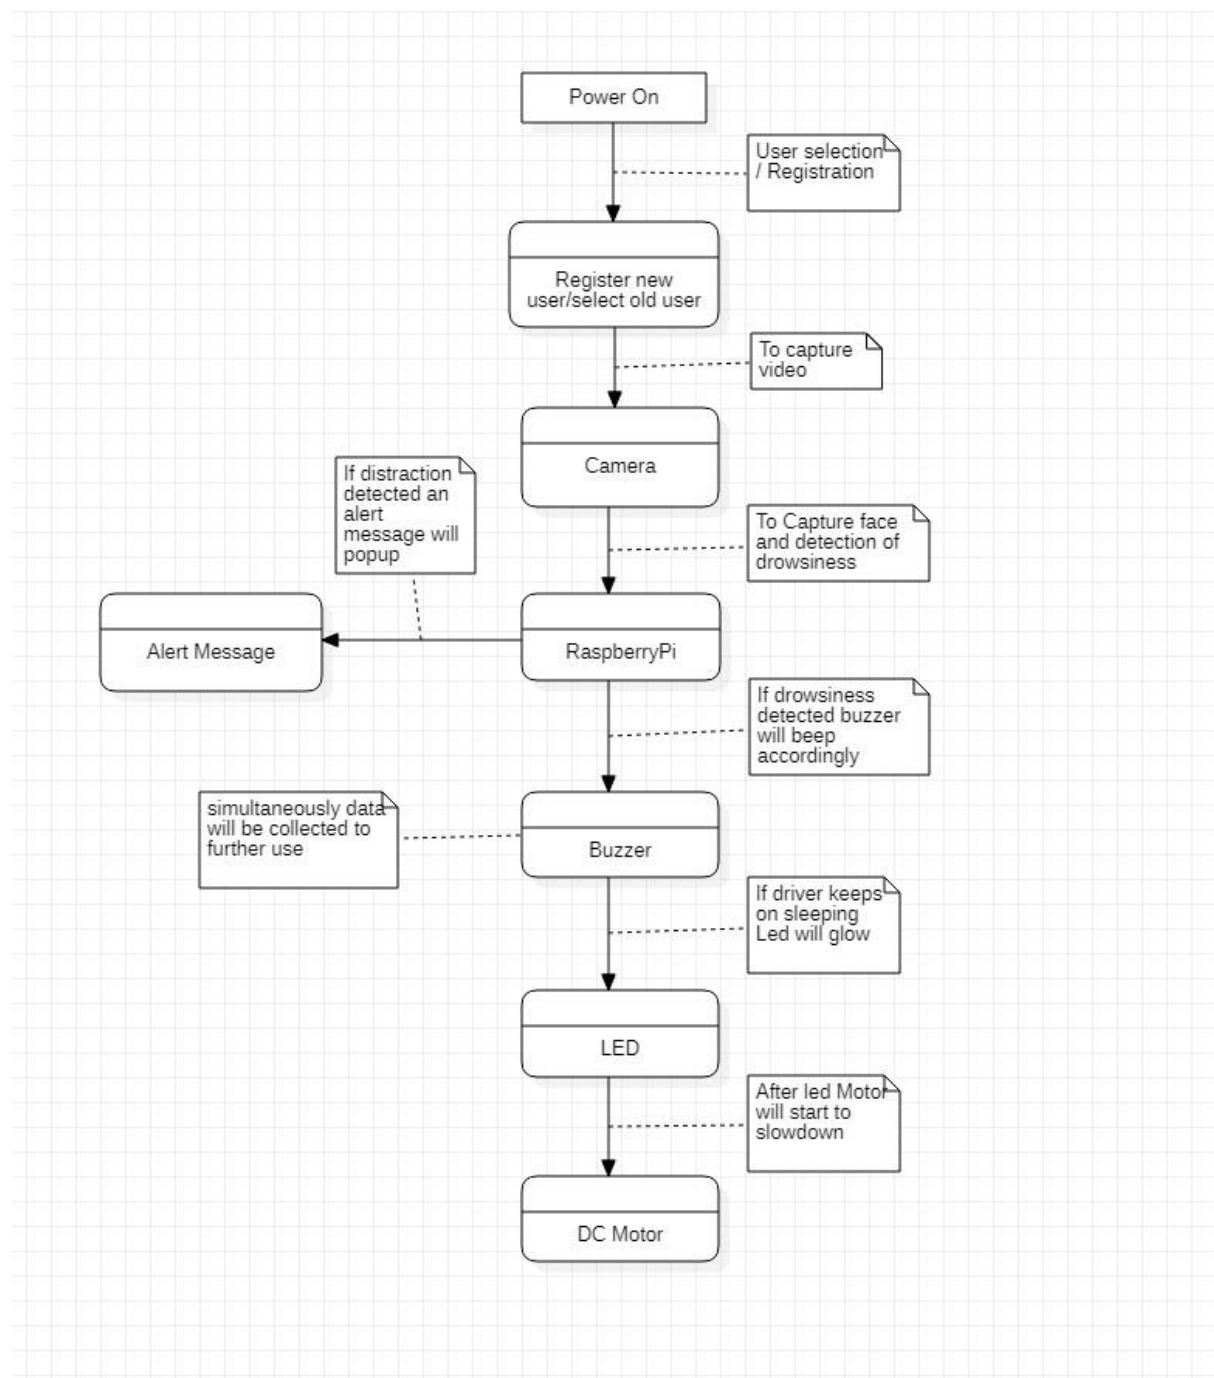 Power On
User selection
/ Registration
Register new
user/select old user
To capture
video
Camera
If distraction
detected an
alert
message will
popup
To Capture face
and detection of
drowsiness
Alert Message
RaspberryPi
If drowsiness
detected buzzer
will beep
accordingly
simultaneously data
will be collected to
further use
Buzzer
If driver keeps
on sleeping
Led will glow
LED
After led Motor
will start to
slowdown
DC Motor